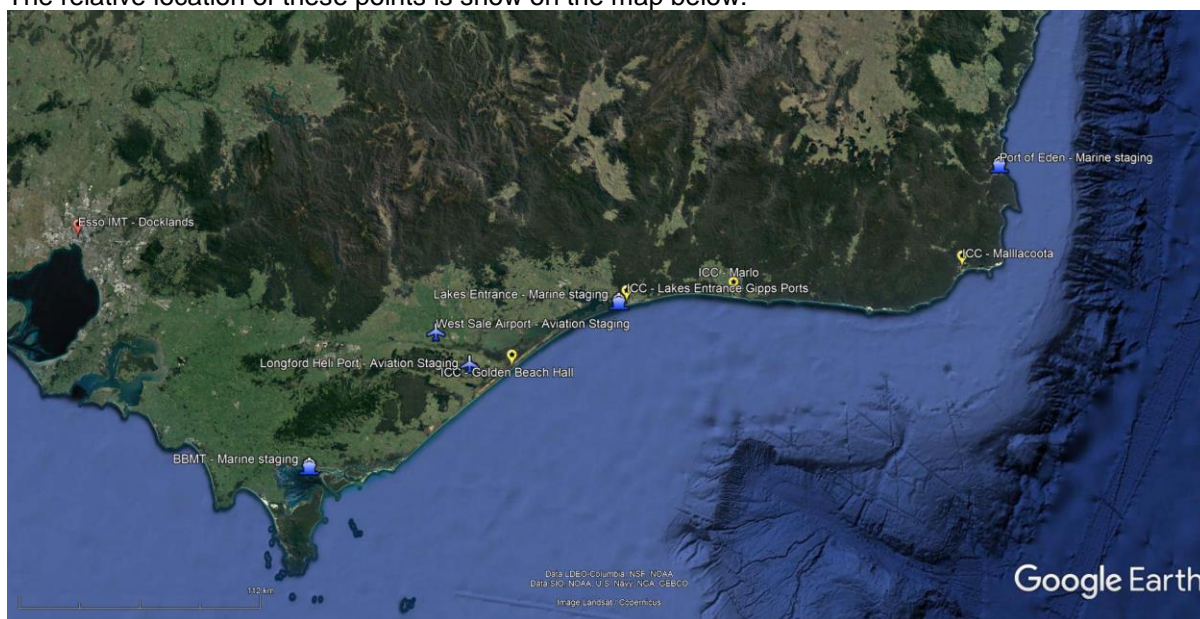 The relative location of these points is show on the map below.
Port of Eden - Marine staging
Esso IMT - Docklands
ICC - Malllacoota
ICC - Marlo
Lakes Entrance - Marine staging
ICC - Lakes Entrance Gipps Ports
West Sale Airport - Aviation Staging
Longford Heli Port - Aviation Staging
ICC - Golden Beach Hall
BBMT - Marine staging
Data LDEO-Columbia, NSF, NOAA
Data SIO, NOAA, U.S. Navy, NGA, GEBCO
Image Landsat / Copernicus
112 km
Google Earth